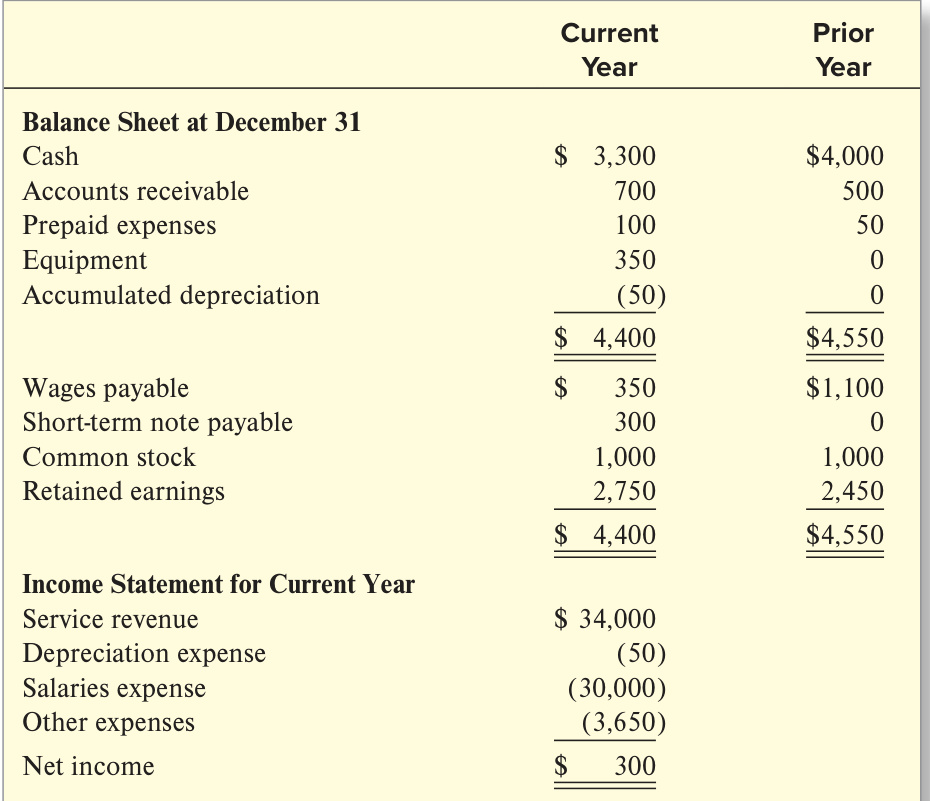 Current Prior
Year Year
Balance Sheet at December 31
Cash $ 3,300 $4,000
Accounts receivable 700 500
Prepaid expenses 100 50
Equipment 350 0
Accumulated depreciation (50) 0
$ 4,400 $4,550
Wages payable $ 350 $1,100
Short-term note payable 300 0
Common stock 1,000 1,000
Retained earnings 2,750 2,450
$ 4,400 $4,550
Income Statement for Current Year
Service revenue $ 34,000
Depreciation expense (50)
Salaries expense (30,000)
Other expenses (3,650)
Net income $ 300